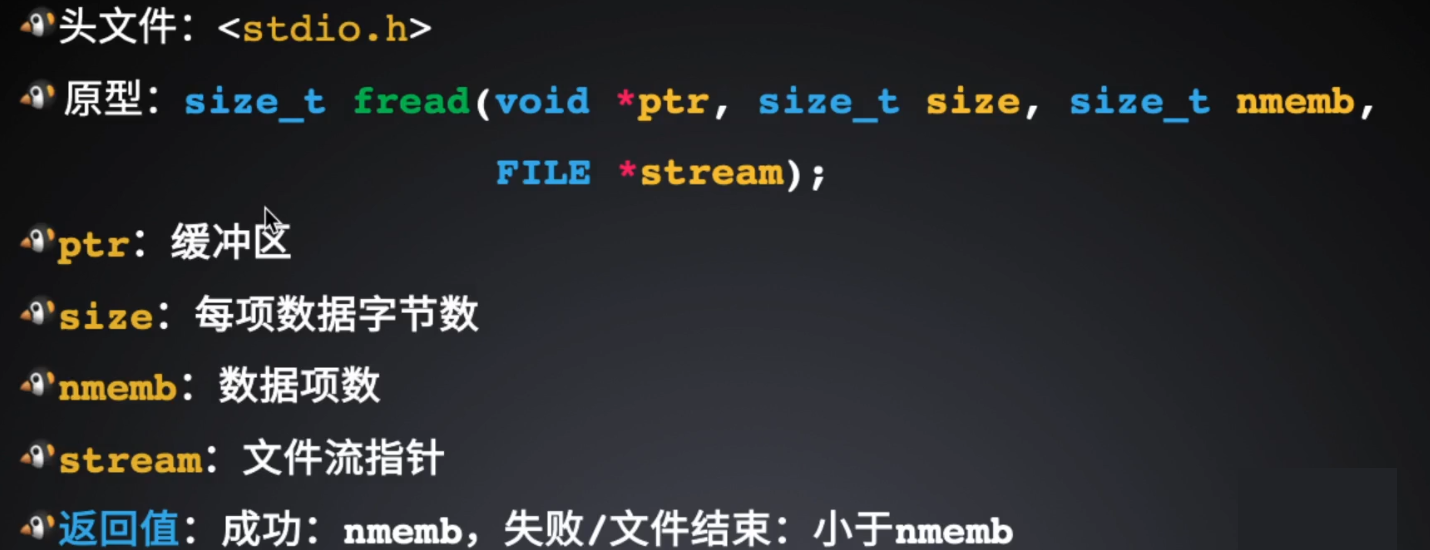 头文件：<stdio.h>
原型：size_t fread(void *ptr, size_t size, size_t nmemb,
FILE *stream);
ptr：缓冲区
size：每项数据字节数
nmemb：数据项数
stream：文件流指针
返回值：成功：nmemb，失败/文件结束：小于nmemb